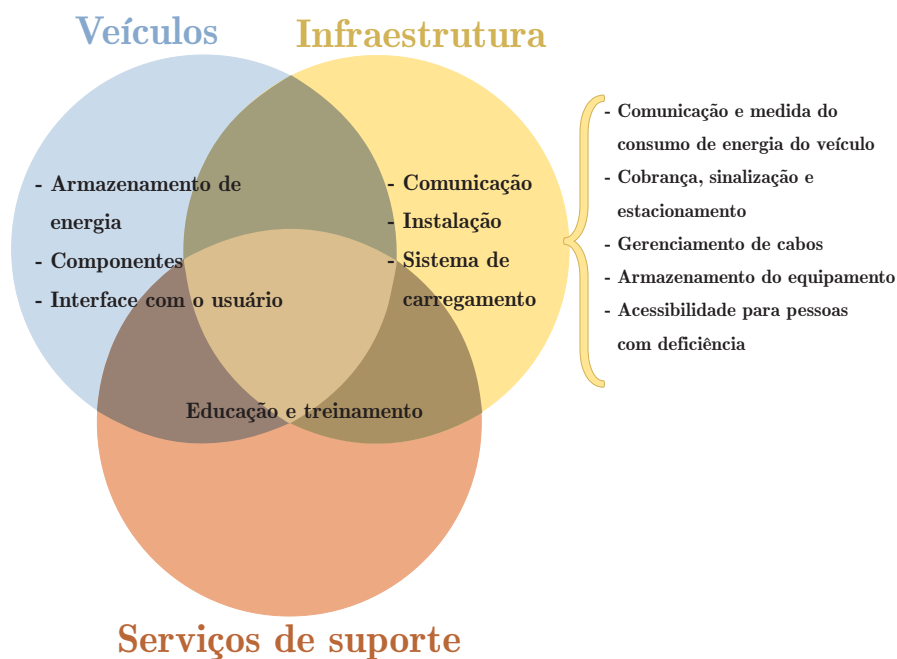 Veículos
Infraestrutura
- Armazenamento de
energia
- Componentes
- Interface com o usuário
- Comunicação
- Instalação
- Sistema de
carregamento
- Comunicação e medida do
consumo de energia do veículo
- Cobrança, sinalização e
estacionamento
- Gerenciamento de cabos
- Armazenamento do equipamento
- Acessibilidade para pessoas
com deficiência
Educação e treinamento
Serviços de suporte